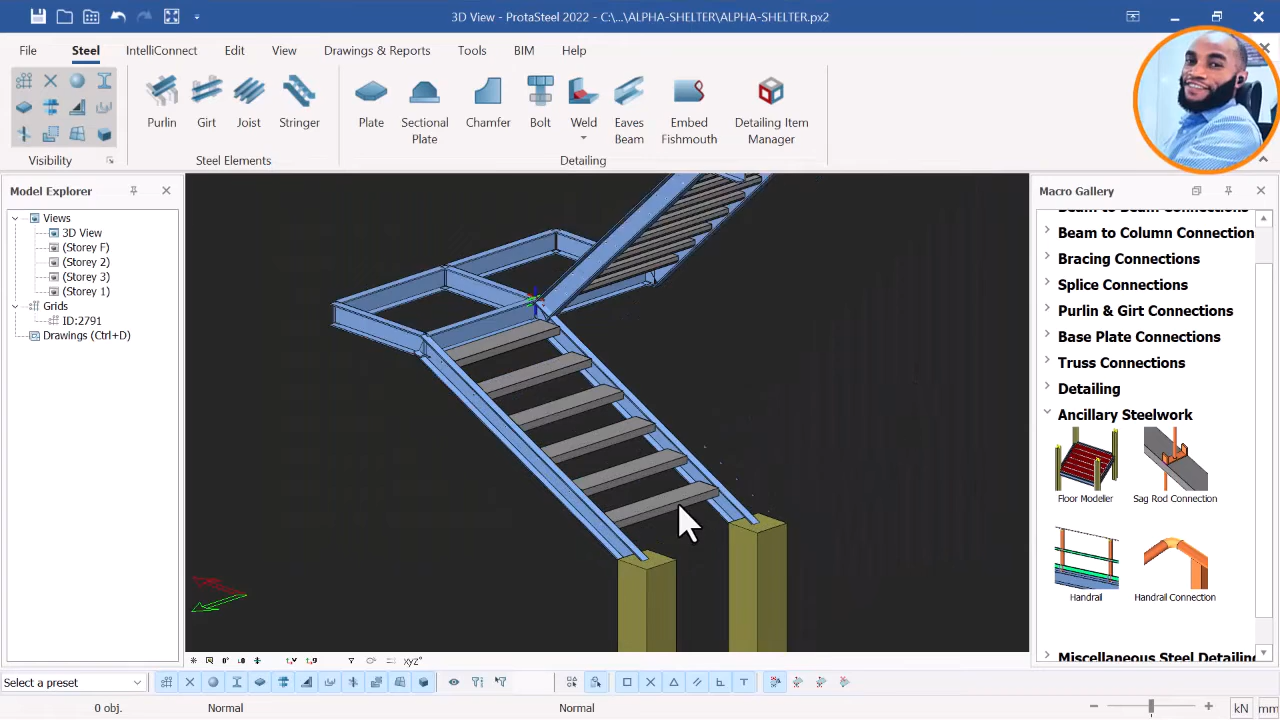 3D View - ProtaSteel 2022 - C:\...\ALPHA-SHELTER\ALPHA-SHELTER.px2
File Steel IntelliConnect Edit View Drawings & Reports Tools BIM Help
Purlin Girt Joist Stringer Plate Sectional Plate Chamfer Bolt Weld Eaves Beam Embed Fishmouth Detailing Item Manager
Visibility Steel Elements Detailing
Model Explorer
Views
3D View
(Storey F)
(Storey 2)
(Storey 3)
(Storey 1)
Grids
ID:2791
Drawings (Ctrl+D)
Macro Gallery
Beam to Beam Connections
Beam to Column Connection
Bracing Connections
Splice Connections
Purlin & Girt Connections
Base Plate Connections
Truss Connections
Detailing
Ancillary Steelwork
Floor Modeler Sag Rod Connection
Handrail Handrail Connection
Miscellaneous Steel Detailing
xyz°
Select a preset
0 obj. Normal Normal kN mm